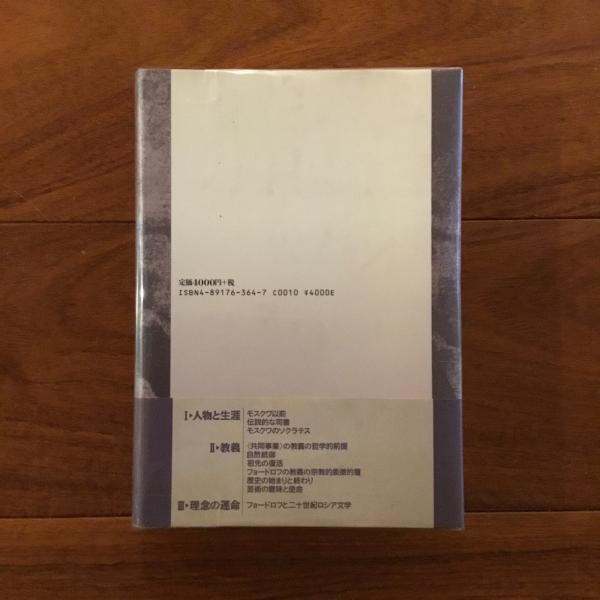 定価4000円+税
ISBN4-89176-364-7 C0010 ¥4000E
Ⅰ▸人物と生涯
モスクワ以前
伝説的な司書
モスクワのソクラテス
Ⅱ▸教義
〈共同事業〉の教義の哲学的前提
自然統御
祖先の復活
フョードロフの教義の宗教的象徴的層
歴史の始まりと終わり
芸術の意味と使命
Ⅲ▸理念の運命
フョードロフと二十世紀ロシア文学